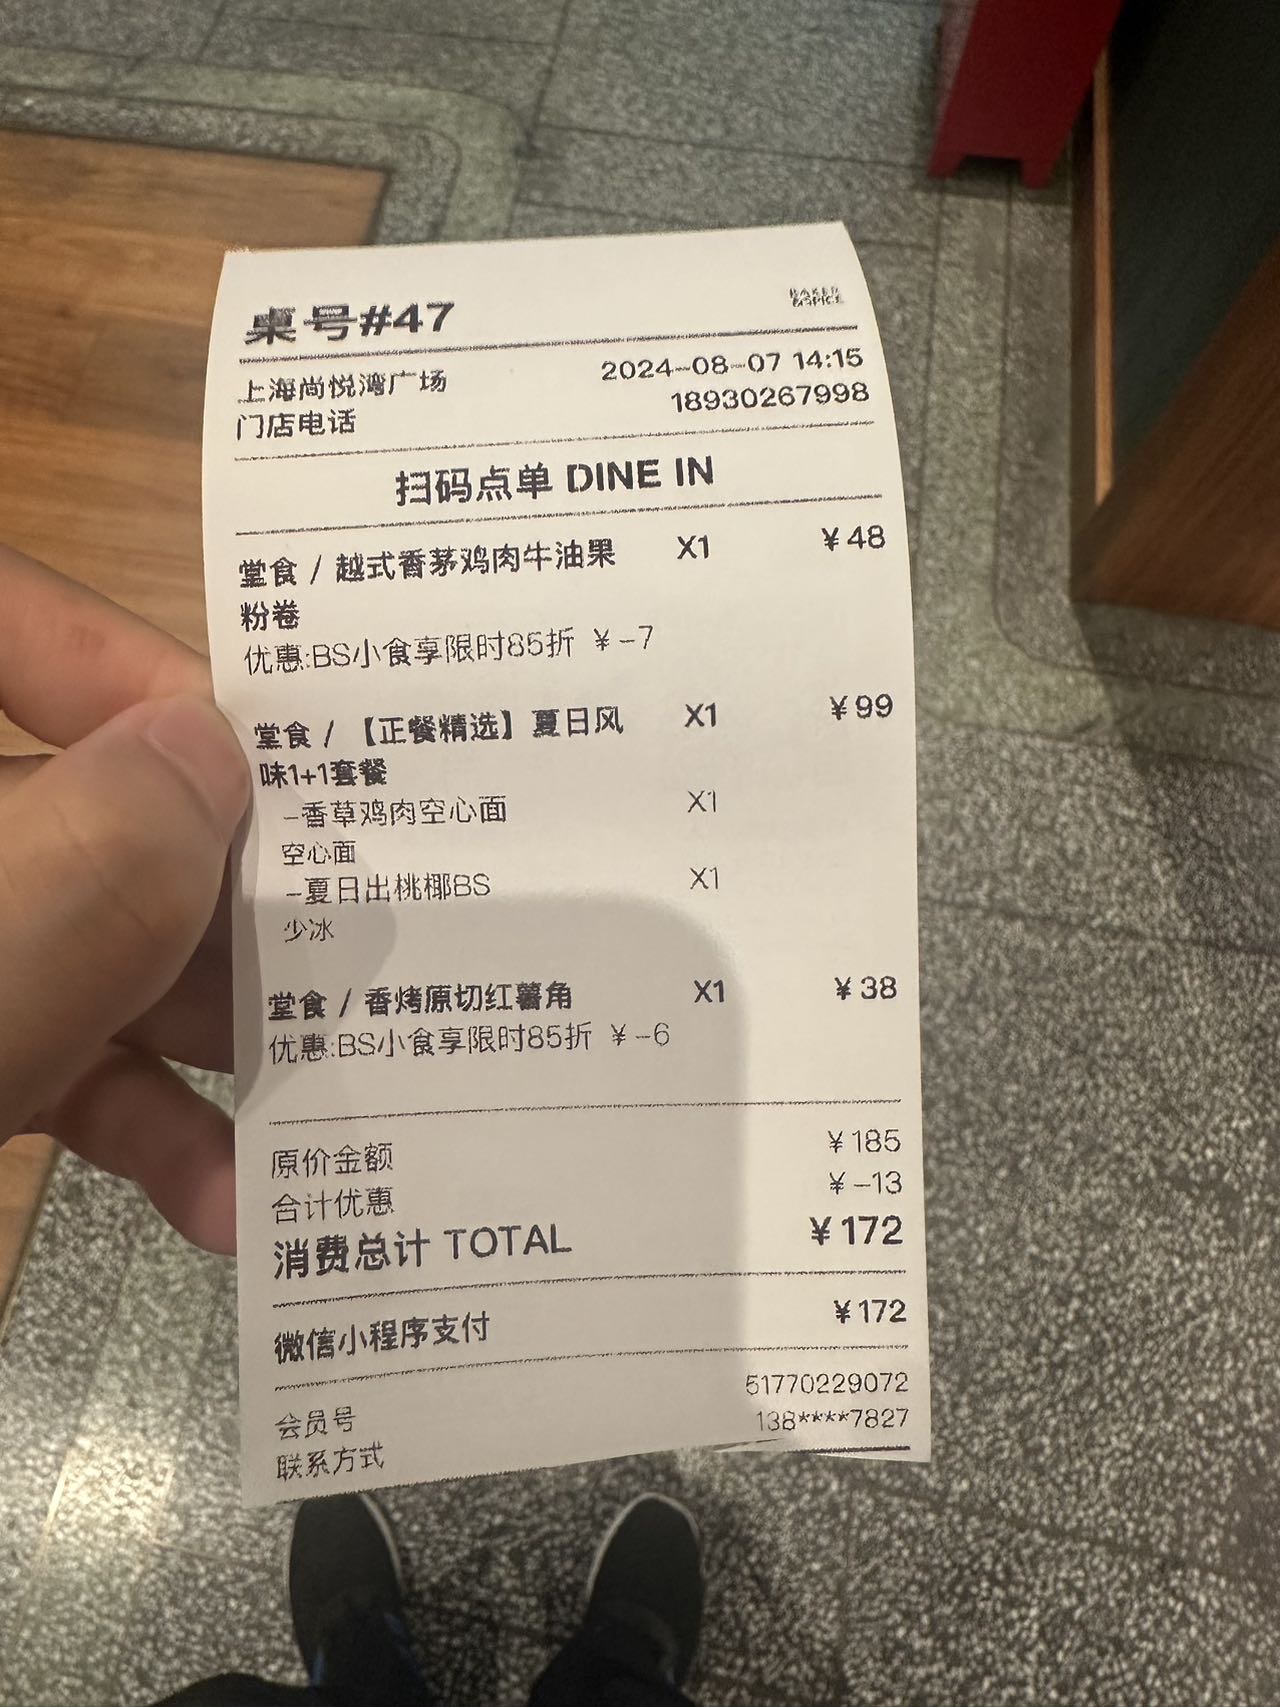 桌号#47
BAKER
&SPICE
2024-08-07 14:15
上海尚悦湾广场
18930267998
门店电话
扫码点单 DINE IN
堂食 / 越式香茅鸡肉牛油果 X1 ¥48
粉卷
优惠:BS小食享限时85折 ¥-7
堂食 / 【正餐精选】夏日风 X1 ¥99
味1+1套餐
-香草鸡肉空心面 X1
空心面
-夏日出桃椰BS X1
少冰
堂食 / 香烤原切红薯角 X1 ¥38
优惠:BS小食享限时85折 ¥-6
原价金额 ¥185
合计优惠 ¥-13
消费总计 TOTAL ¥172
微信小程序支付 ¥172
会员号 51770229072
联系方式 138****7827